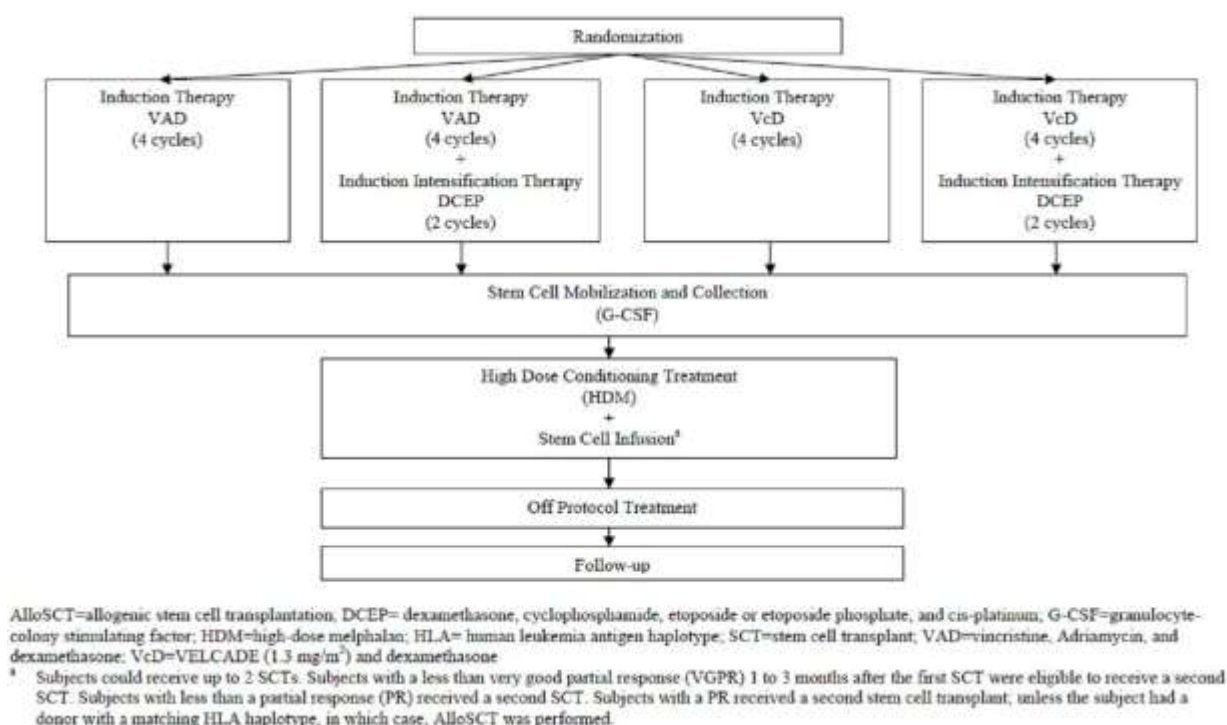 Randomization
Induction Therapy
VAD
(4 cycles)
Induction Therapy
VAD
(4 cycles)
+
Induction Intensification Therapy
DCEP
(2 cycles)
Induction Therapy
VcD
(4 cycles)
Induction Therapy
VcD
(4 cycles)
+
Induction Intensification Therapy
DCEP
(2 cycles)
Stem Cell Mobilization and Collection
(G-CSF)
High Dose Conditioning Treatment
(HDM)
+
Stem Cell Infusionª
Off Protocol Treatment
Follow-up
AlloSCT=allogenic stem cell transplantation, DCEP= dexamethasone, cyclophosphamide, etoposide or etoposide phosphate, and cis-platinum; G-CSF=granulocyte-
colony stimulating factor; HDM=high-dose melphalan; HLA= human leukemia antigen haplotype; SCT=stem cell transplant; VAD=vincristine, Adriamycin, and
dexamethasone; VcD=VELCADE (1.3 mg/m²) and dexamethasone
ª Subjects could receive up to 2 SCTs. Subjects with a less than very good partial response (VGPR) 1 to 3 months after the first SCT were eligible to receive a second
SCT. Subjects with less than a partial response (PR) received a second SCT. Subjects with a PR received a second stem cell transplant, unless the subject had a
donor with a matching HLA haplotype, in which case, AlloSCT was performed.